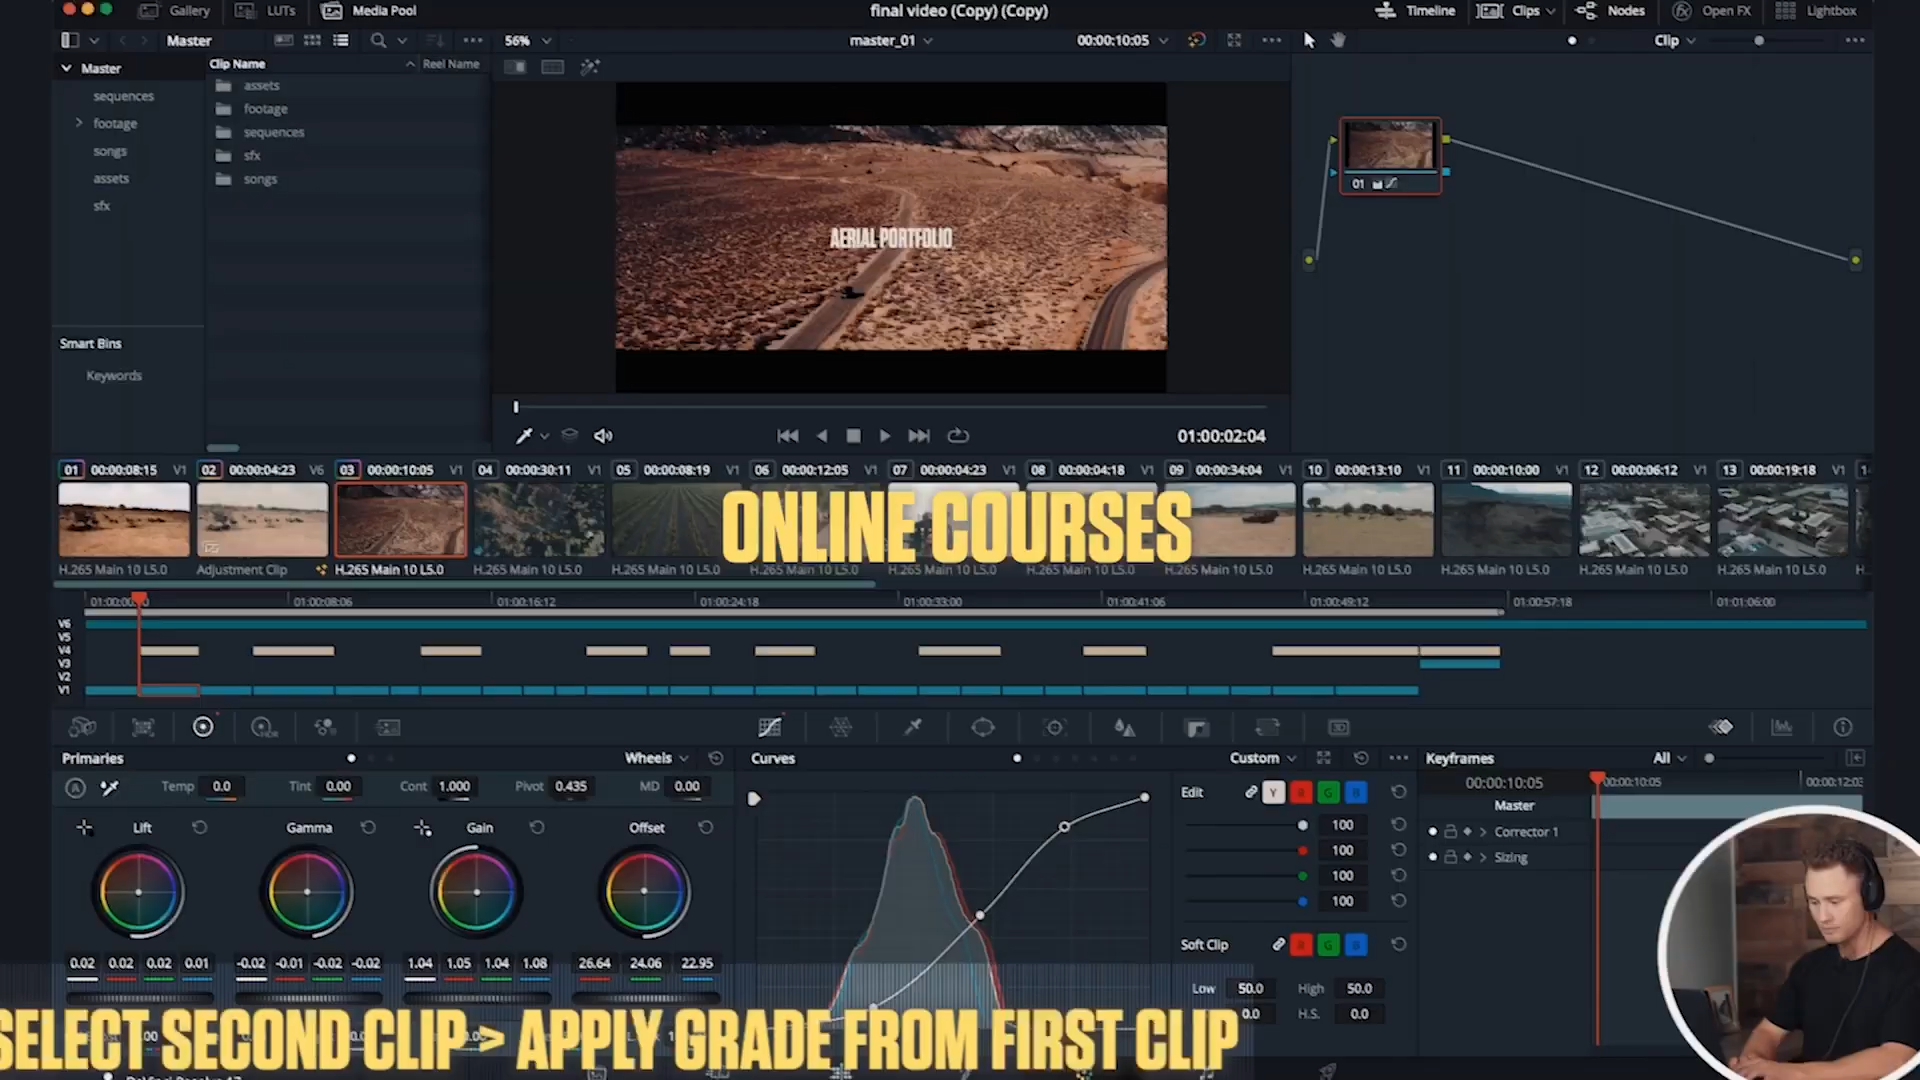 Gallery LUTs Media Pool final video (Copy) (Copy) Timeline Clips Nodes Open FX Lightbox
Master 56% master_01 00:00:10:05 Clip
Master Clip Name Reel Name
sequences
footage
songs
assets
sfx
assets
footage
sequences
sfx
songs
Smart Bins
Keywords
AERIAL PORTFOLIO
01
01:00:02:04
01 00:00:08:15 V1 02 00:00:04:23 V6 03 00:00:10:05 V1 04 00:00:30:11 V1 05 00:00:08:19 V1 06 00:00:12:05 V1 07 00:00:04:23 V1 08 00:00:04:18 V1 09 00:00:34:04 V1 10 00:00:13:10 V1 11 00:00:10:00 V1 12 00:00:06:12 V1 13 00:00:19:18 V1
ONLINE COURSES
H.265 Main 10 L5.0 Adjustment Clip H.265 Main 10 L5.0 H.265 Main 10 L5.0 H.265 Main 10 L5.0 H.265 Main 10 L5.0 H.265 Main 10 L5.0 H.265 Main 10 L5.0 H.265 Main 10 L5.0 H.265 Main 10 L5.0 H.265 Main 10 L5.0 H.265 Main 10 L5.0 H.265 Main 10 L5.0
01:00:08:06 01:00:16:12 01:00:24:18 01:00:33:00 01:00:41:06 01:00:49:12 01:00:57:18 01:01:06:00
V6
V5
V4
V3
V2
V1
Primaries Wheels Curves Custom Keyframes All
Temp 0.0 Tint 0.00 Cont 1.000 Pivot 0.435 MD 0.00
Edit Y R G B
00:00:10:05 00:00:10:05 00:00:12:03
Master
Lift Gamma Gain Offset
100
100
100
100
Corrector 1
Sizing
Soft Clip R G B
0.02 0.02 0.02 0.01 -0.02 -0.01 -0.02 -0.02 1.04 1.05 1.04 1.08 26.64 24.06 22.95
Low 50.0 High 50.0
0.0 H.S. 0.0
SELECT SECOND CLIP > APPLY GRADE FROM FIRST CLIP